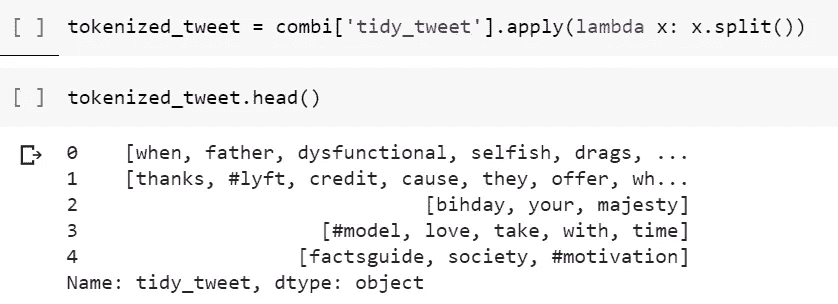 [ ] tokenized_tweet = combi['tidy_tweet'].apply(lambda x: x.split())
[ ] tokenized_tweet.head()
0 [when, father, dysfunctional, selfish, drags, ...
1 [thanks, #lyft, credit, cause, they, offer, wh...
2 [bihday, your, majesty]
3 [#model, love, take, with, time]
4 [factsguide, society, #motivation]
Name: tidy_tweet, dtype: object